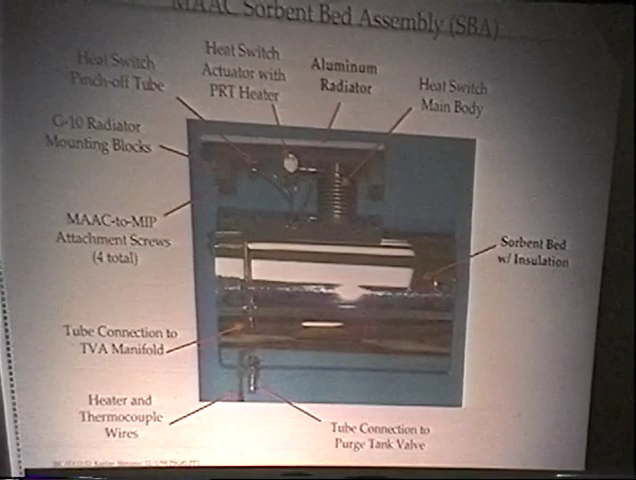 MAAC Sorbent Bed Assembly (SBA)
Heat Switch
Pinch-off Tube
Heat Switch
Actuator with
PRT Heater
Aluminum
Radiator
Heat Switch
Main Body
G-10 Radiator
Mounting Blocks
MAAC-to-MIP
Attachment Screws
(4 total)
Sorbent Bed
w/ Insulation
Tube Connection to
TVA Manifold
Heater and
Thermocouple
Wires
Tube Connection to
Purge Tank Valve